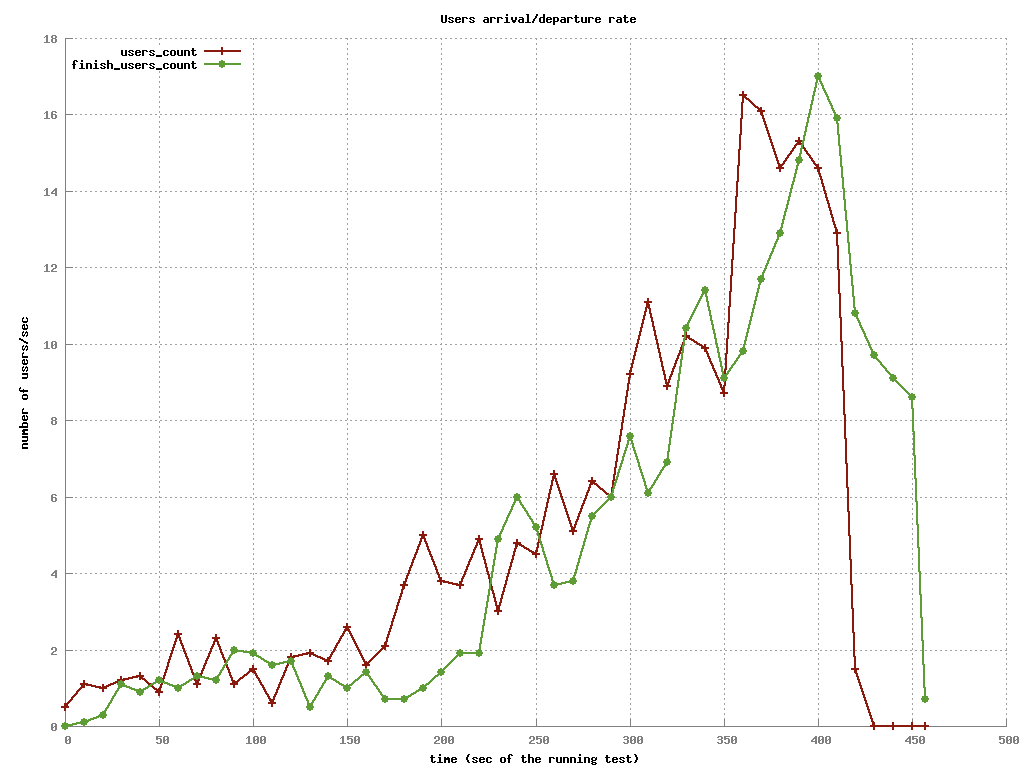 Users arrival/departure rate
users_count
finish_users_count
18
16
14
12
10
8
6
4
2
0
number of users/sec
0 50 100 150 200 250 300 350 400 450 500
time (sec of the running test)